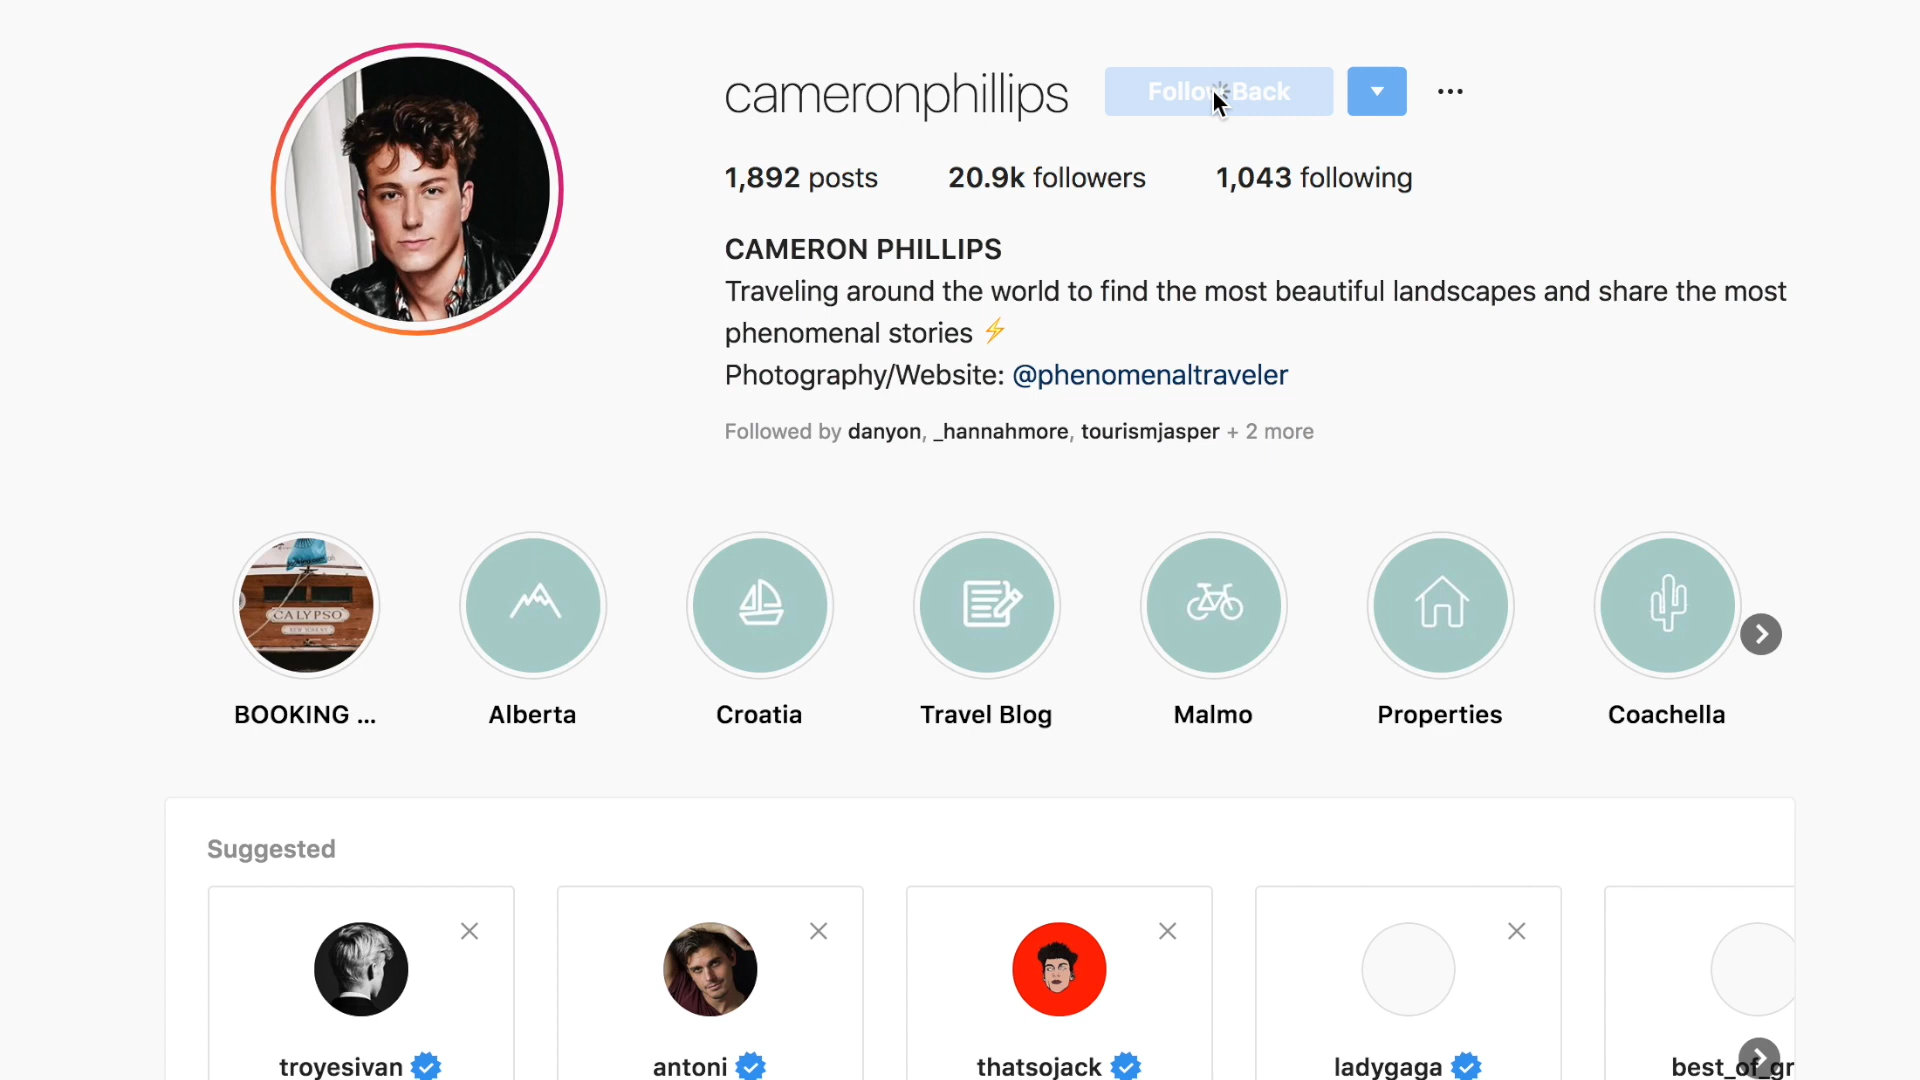 cameronphillips
Follow Back
1,892 posts 20.9k followers 1,043 following
CAMERON PHILLIPS
Traveling around the world to find the most beautiful landscapes and share the most
phenomenal stories ⚡
Photography/Website: @phenomenaltraveler
Followed by danyon, _hannahmore, tourismjasper + 2 more
CALYPSO
BOOKING ... Alberta Croatia Travel Blog Malmo Properties Coachella
Suggested
troyesivan antoni thatsojack ladygaga best_of_gr